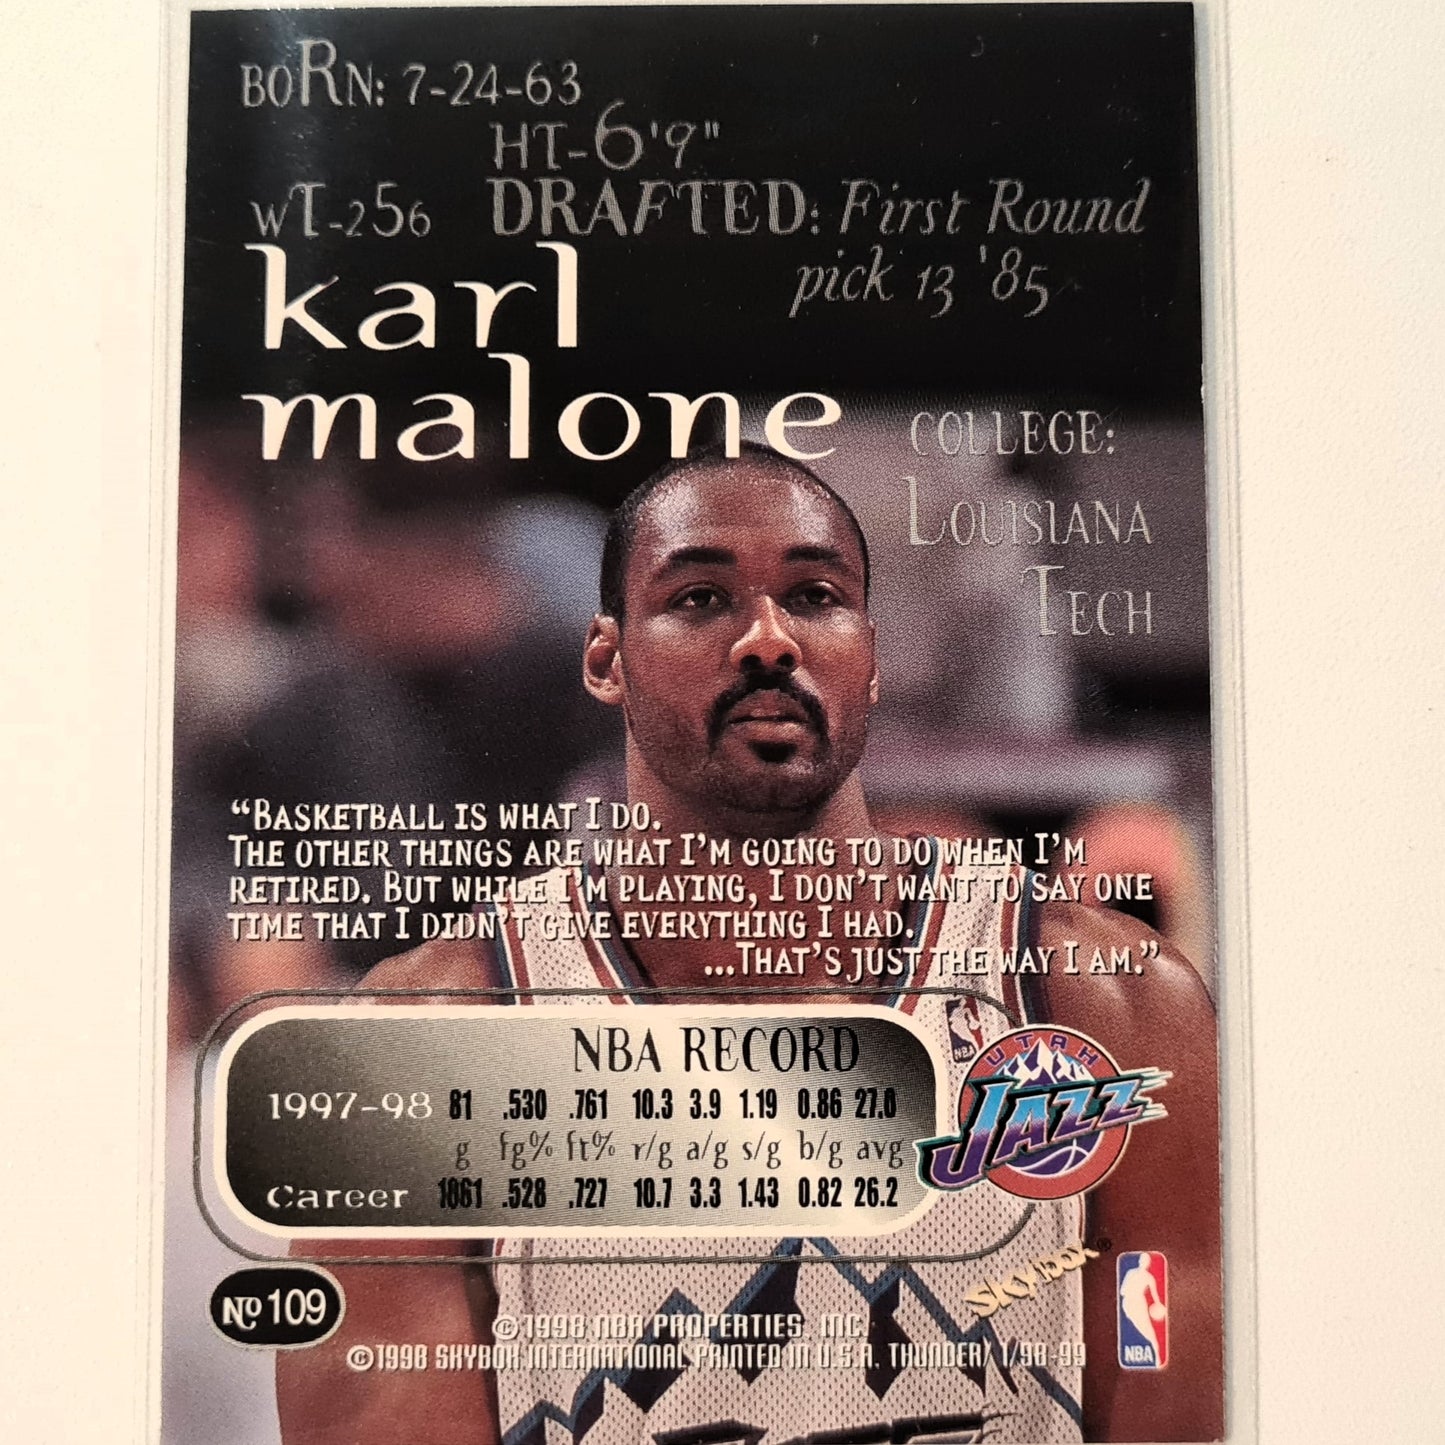 BORN: 7-24-63
HT-6'9"
WT-256 DRAFTED: First Round
pick 13 '85
karl
malone
COLLEGE:
LOUISIANA
TECH
“BASKETBALL IS WHAT I DO.
THE OTHER THINGS ARE WHAT I’M GOING TO DO WHEN I’M
RETIRED. BUT WHILE I’M PLAYING, I DON’T WANT TO SAY ONE
TIME THAT I DIDN’T GIVE EVERYTHING I HAD.
...THAT’S JUST THE WAY I AM.”
NBA RECORD
1997-98 81 .530 .761 10.3 3.9 1.19 0.86 27.0
g fg% ft% r/g a/g s/g b/g avg
Career 1061 .528 .727 10.7 3.3 1.43 0.82 26.2
NBA
UTAH
JAZZ
SKYBOX®
NO 109
©1998 NBA PROPERTIES, INC.
©1998 SKYBOX INTERNATIONAL PRINTED IN U.S.A. THUNDER/ 1/98-99
NBA